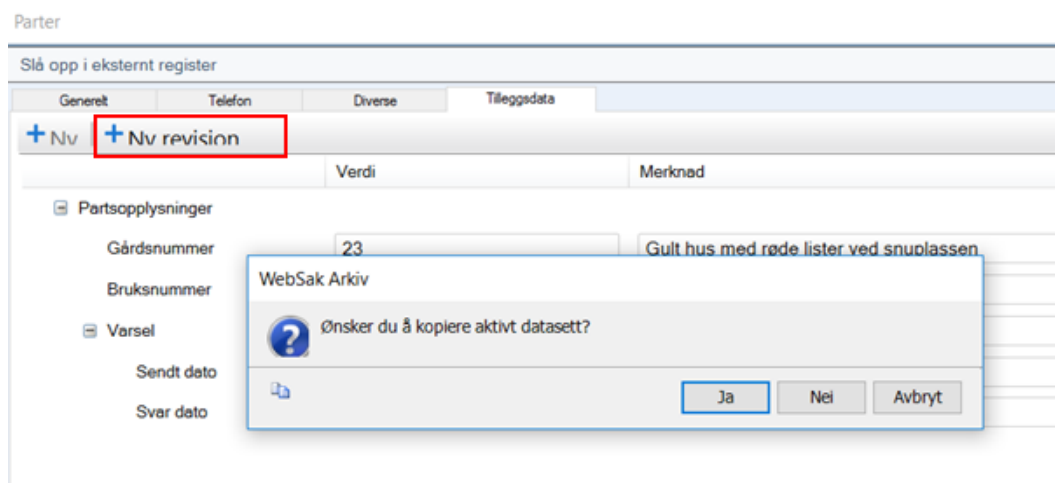 Parter
Slå opp i eksternt register
Generelt Telefon Diverse Tilleggsdata
+ Ny + Ny revision
Verdi Merknad
Partsopplysninger
Gårdsnummer 23 Gult hus med røde lister ved snuplassen
WebSak Arkiv
Bruksnummer
Ønsker du å kopiere aktivt datasett?
Varsel
Sendt dato
Ja Nei Avbryt
Svar dato